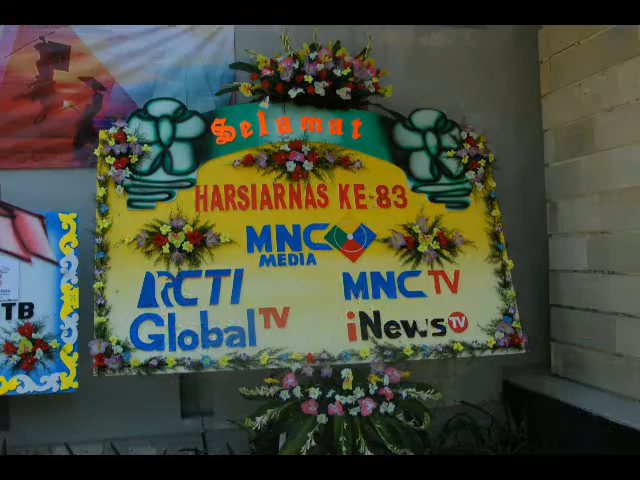 Selamat
HARSIARNAS KE-83
MNC
MEDIA
RCTI
MNC TV
Global TV
iNews TV
TB